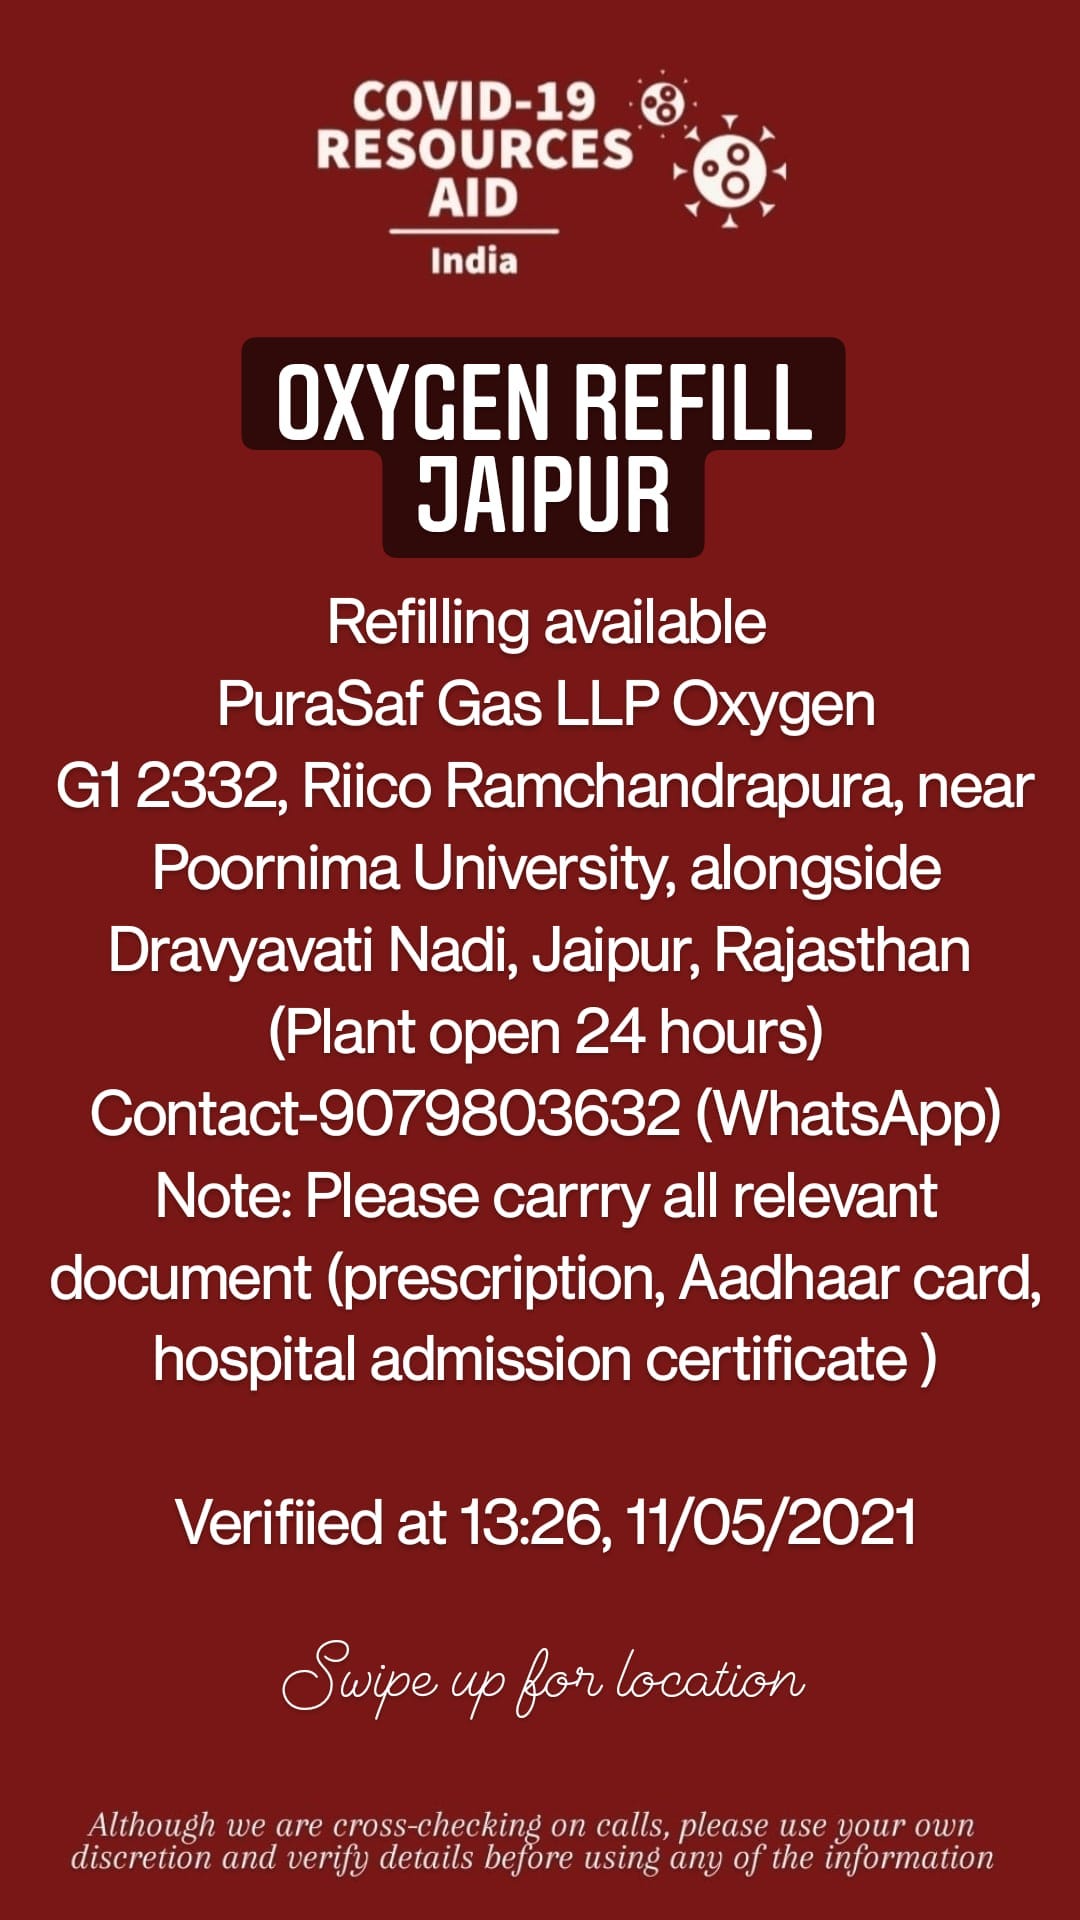 COVID-19
RESOURCES
AID
India
OXYGEN REFILL
JAIPUR
Refilling available
PuraSaf Gas LLP Oxygen
G1 2332, Riico Ramchandrapura, near
Poornima University, alongside
Dravyavati Nadi, Jaipur, Rajasthan
(Plant open 24 hours)
Contact-9079803632 (WhatsApp)
Note: Please carrry all relevant
document (prescription, Aadhaar card,
hospital admission certificate )
Verifiied at 13:26, 11/05/2021
Swipe up for location
Although we are cross-checking on calls, please use your own
discretion and verify details before using any of the information